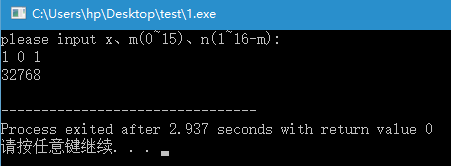 C:\Users\hp\Desktop\test\1.exe
please input x、m(0~15)、n(1~16-m):
1 0 1
32768
--------------------------------
Process exited after 2.937 seconds with return value 0
请按任意键继续. . .